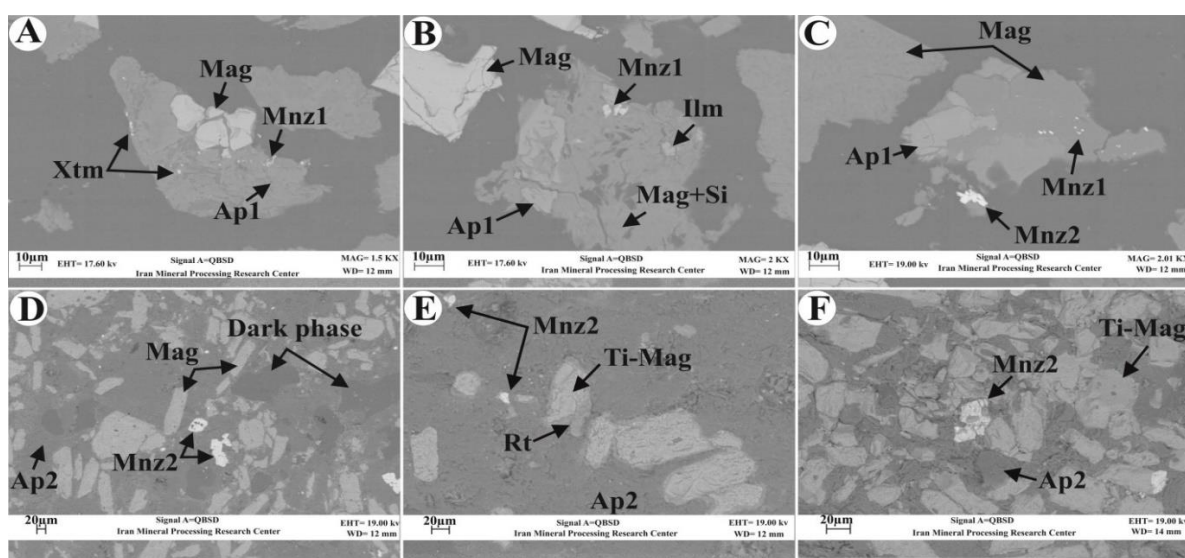 A
Mag
Mnz1
Xtm
Ap1
10µm
EHT= 17.60 kv
Signal A=QBSD
Iran Mineral Processing Research Center
MAG= 1.5 KX
WD= 12 mm
B
Mag
Mnz1
Ilm
Ap1
Mag+Si
10µm
EHT= 17.60 kv
Signal A=QBSD
Iran Mineral Processing Research Center
MAG= 2 KX
WD= 12 mm
C
Mag
Ap1
Mnz1
Mnz2
10µm
EHT= 19.00 kv
Signal A=QBSD
Iran Mineral Processing Research Center
MAG= 2.01 KX
WD= 12 mm
D
Dark phase
Mag
Mnz2
Ap2
20µm
Signal A=QBSD
Iran Mineral Processing Research Center
EHT= 19.00 kv
WD= 12 mm
E
Mnz2
Ti-Mag
Rt
Ap2
20µm
Signal A=QBSD
Iran Mineral Processing Research Center
EHT= 19.00 kv
WD= 12 mm
F
Ti-Mag
Mnz2
Ap2
20µm
Signal A=QBSD
Iran Mineral Processing Research Center
EHT= 19.00 kv
WD= 14 mm